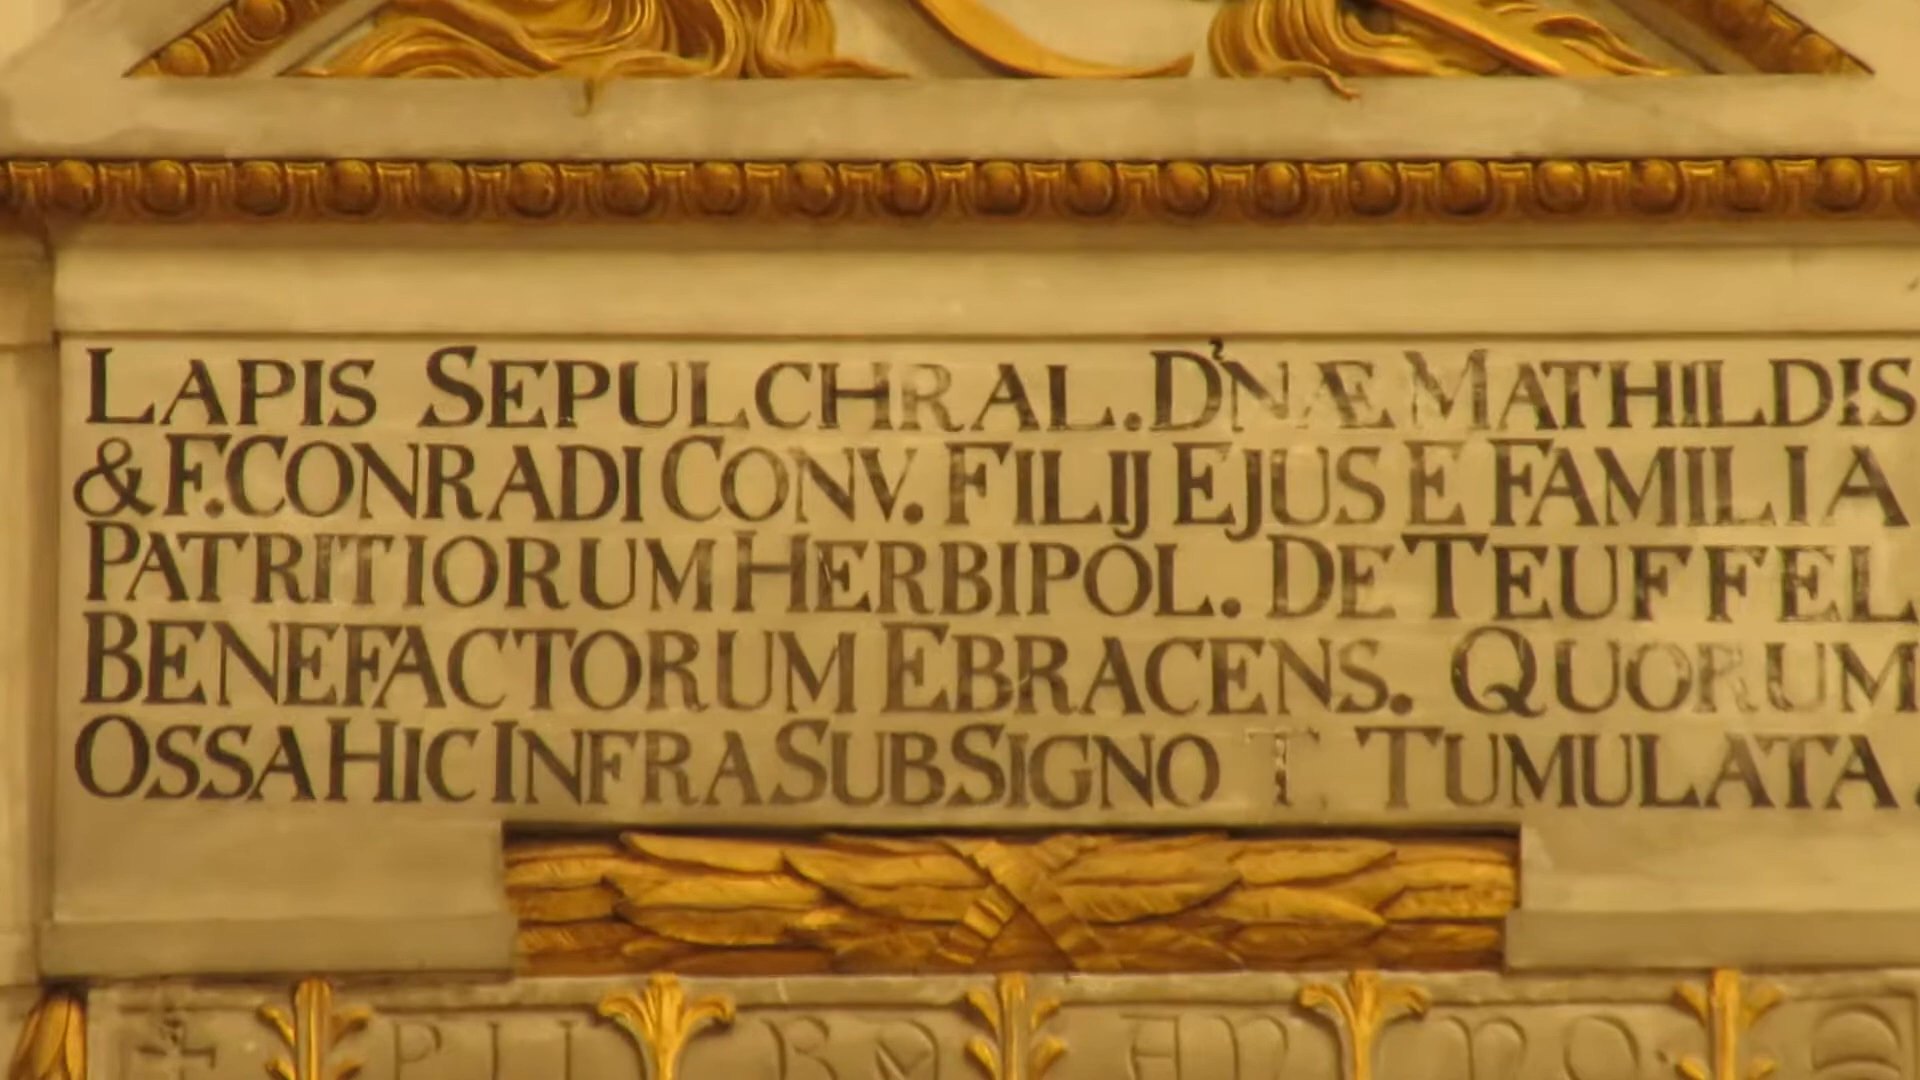 LAPIS SEPULCHRAL. D'NÆ MATHILDIS
& F. CONRADI CONV. FILIJ EJUS E FAMILIA
PATRITIORUM HERBIPOL. DE TEUFFEL
BENEFACTORUM EBRACENS. QUORUM
OSSA HIC INFRA SUB SIGNO T. TUMULATA.